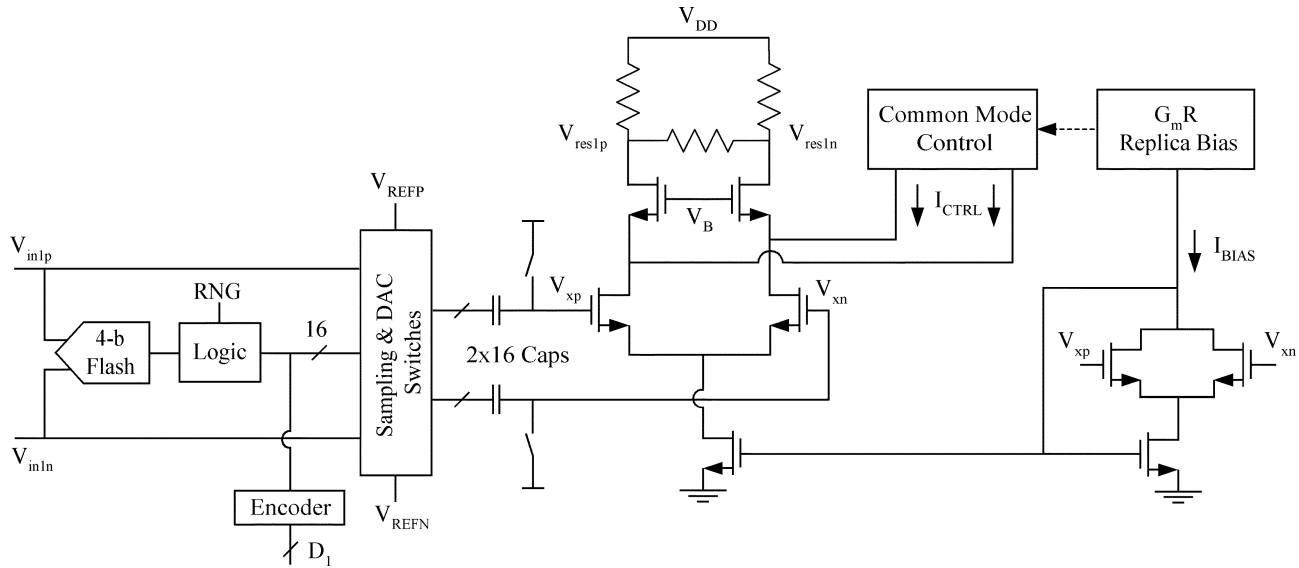 V_DD
V_res1p
V_res1n
Common Mode
Control
G_mR
Replica Bias
V_REFP
V_B
I_CTRL
I_BIAS
V_in1p
RNG
4-b
Flash
Logic
16
Sampling & DAC
Switches
V_xp
V_xn
2x16 Caps
V_xp
V_xn
V_in1n
Encoder
V_REFN
D_1